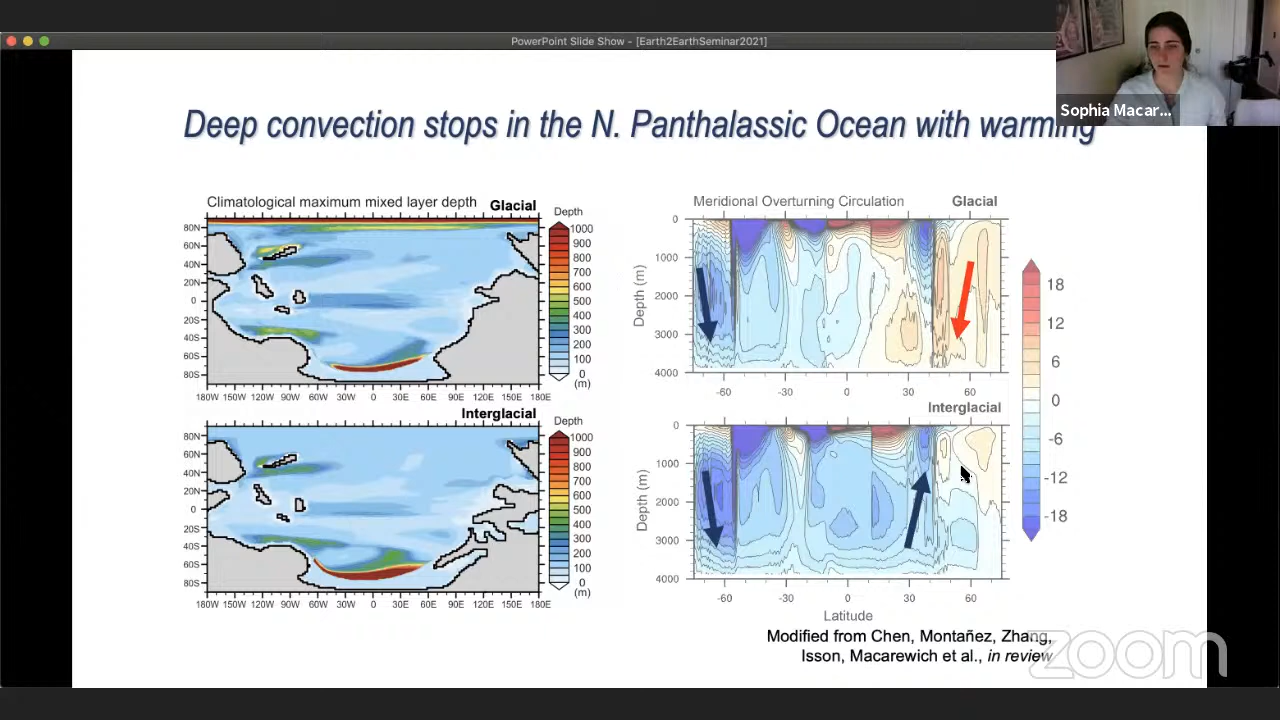 PowerPoint Slide Show - [Earth2EarthSeminar2021]
Sophia Macar...
Deep convection stops in the N. Panthalassic Ocean with warming
Climatological maximum mixed layer depth Glacial
Depth
1000
900
800
700
600
500
400
300
200
100
0
(m)
80N
60N
40N
20N
0
20S
40S
60S
80S
180W 150W 120W 90W 60W 30W 0 30E 60E 90E 120E 150E 180E
Interglacial
Depth
1000
900
800
700
600
500
400
300
200
100
0
(m)
80N
60N
40N
20N
0
20S
40S
60S
80S
180W 150W 120W 90W 60W 30W 0 30E 60E 90E 120E 150E 180E
Meridional Overturning Circulation Glacial
Depth (m)
0
1000
2000
3000
4000
-60 -30 0 30 60
Interglacial
Depth (m)
0
1000
2000
3000
4000
-60 -30 0 30 60
Latitude
18
12
6
0
-6
-12
-18
Modified from Chen, Montañez, Zhang,
Isson, Macarewich et al., in review
zoom